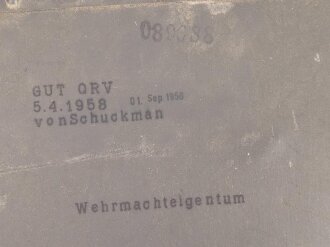 GUT QRV
5.4.1958 01. Sep. 1956
vonSchuckman
Wehrmachteigentum